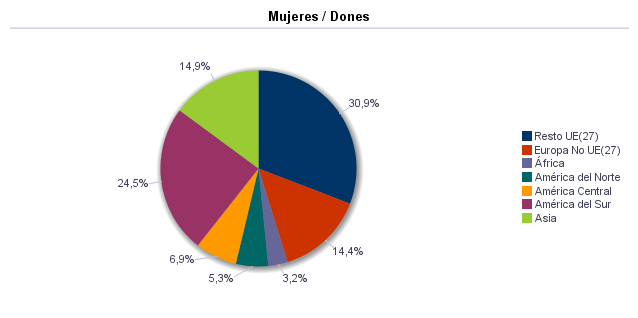 Mujeres / Dones
14,9%
30,9%
24,5%
14,4%
6,9%
5,3%
3,2%
Resto UE(27)
Europa No UE(27)
África
América del Norte
América Central
América del Sur
Asia